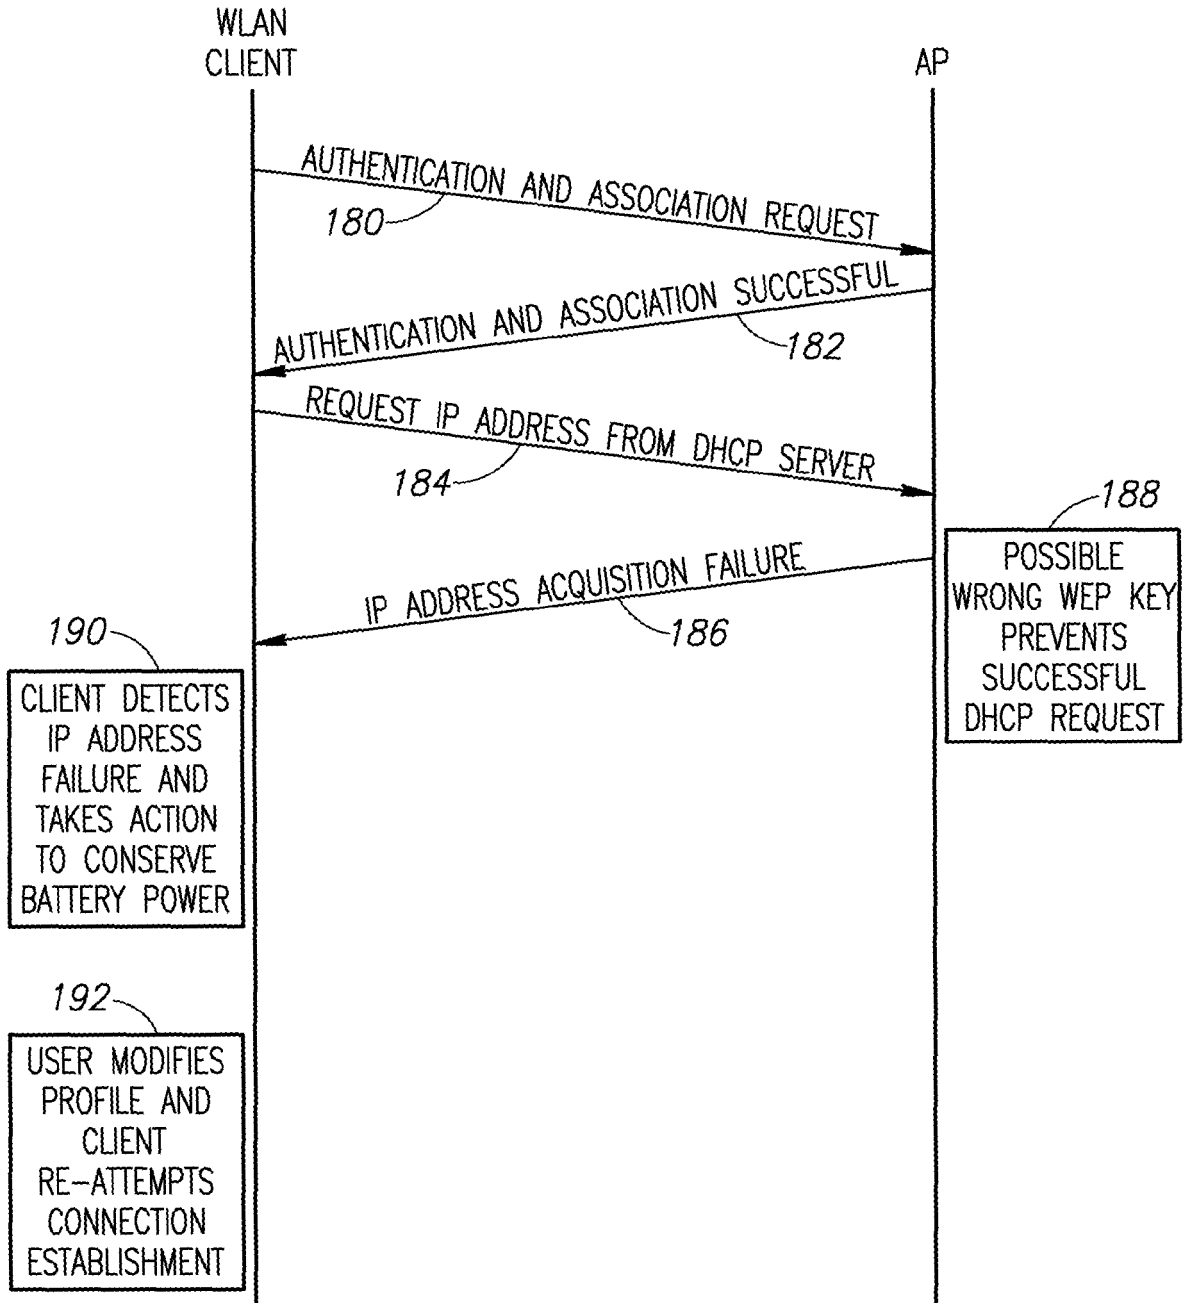 WLAN
CLIENT
AP
AUTHENTICATION AND ASSOCIATION REQUEST
180
AUTHENTICATION AND ASSOCIATION SUCCESSFUL
182
REQUEST IP ADDRESS FROM DHCP SERVER
184
188
POSSIBLE
WRONG WEP KEY
PREVENTS
SUCCESSFUL
DHCP REQUEST
IP ADDRESS ACQUISITION FAILURE
186
190
CLIENT DETECTS
IP ADDRESS
FAILURE AND
TAKES ACTION
TO CONSERVE
BATTERY POWER
192
USER MODIFIES
PROFILE AND
CLIENT
RE-ATTEMPTS
CONNECTION
ESTABLISHMENT